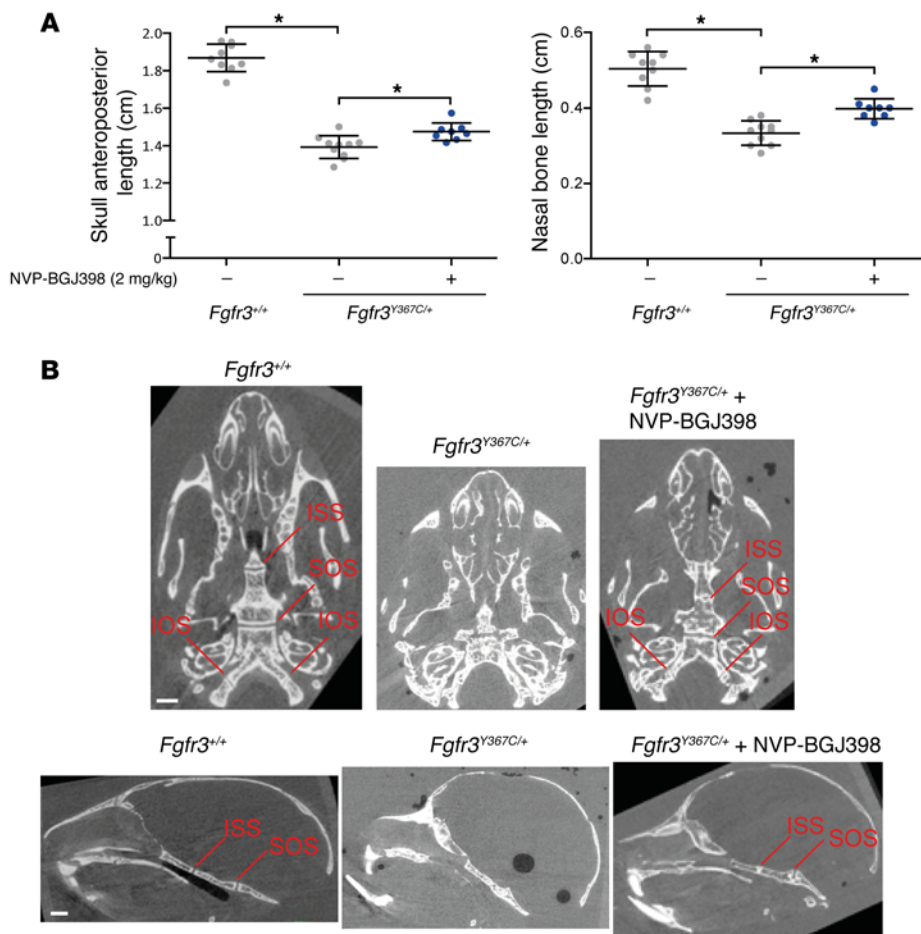 A
Skull anteroposterior
length (cm)
2.0
1.8
1.6
1.4
1.2
1.0
0
*
*
NVP-BGJ398 (2 mg/kg)
– – +
Fgfr3+/+ Fgfr3Y367C/+
Nasal bone length (cm)
0.6
0.4
0.2
0.0
*
*
– – +
Fgfr3+/+ Fgfr3Y367C/+
B
Fgfr3+/+
ISS
SOS
IOS
IOS
Fgfr3Y367C/+
Fgfr3Y367C/+ +
NVP-BGJ398
ISS
SOS
IOS
IOS
Fgfr3+/+
ISS
SOS
Fgfr3Y367C/+
Fgfr3Y367C/+ + NVP-BGJ398
ISS
SOS